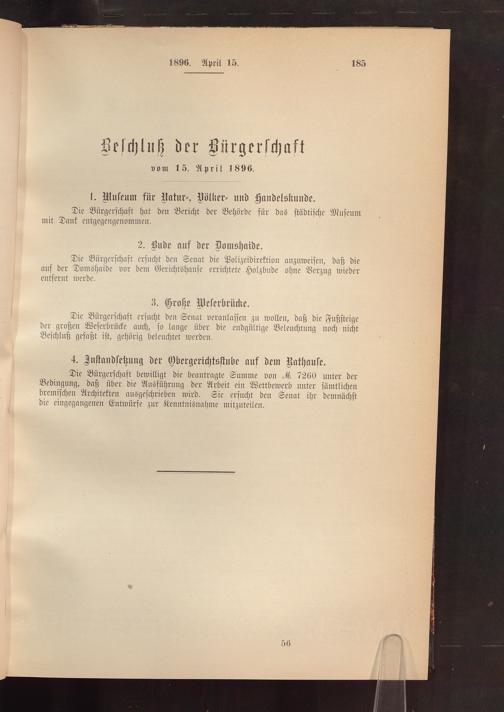 1896. April 15.
185
Beschluß der Bürgerschaft
vom 15. April 1896.
1. Museum für Natur-, Völker- und Handelskunde.
Die Bürgerschaft hat den Bericht der Behörde für das städtische Museum
mit Dank entgegengenommen.
2. Bude auf der Domshaide.
Die Bürgerschaft ersucht den Senat die Polizeidirektion anzuweisen, daß die
auf der Domshaide vor dem Gerichtshause errichtete Holzbude ohne Verzug wieder
entfernt werde.
3. Große Weserbrücke.
Die Bürgerschaft ersucht den Senat veranlassen zu wollen, daß die Fußsteige
der großen Weserbrücke auch, so lange über die endgültige Beleuchtung noch nicht
Beschluß gefaßt ist, gehörig beleuchtet werden.
4. Instandsetzung der Obergerichtsstube auf dem Rathause.
Die Bürgerschaft bewilligt die beantragte Summe von ℳ 7260 unter der
Bedingung, daß über die Ausführung der Arbeit ein Wettbewerb unter sämtlichen
bremischen Architekten ausgeschrieben wird. Sie ersucht den Senat ihr demnächst
die eingegangenen Entwürfe zur Kenntnisnahme mitzuteilen.
56